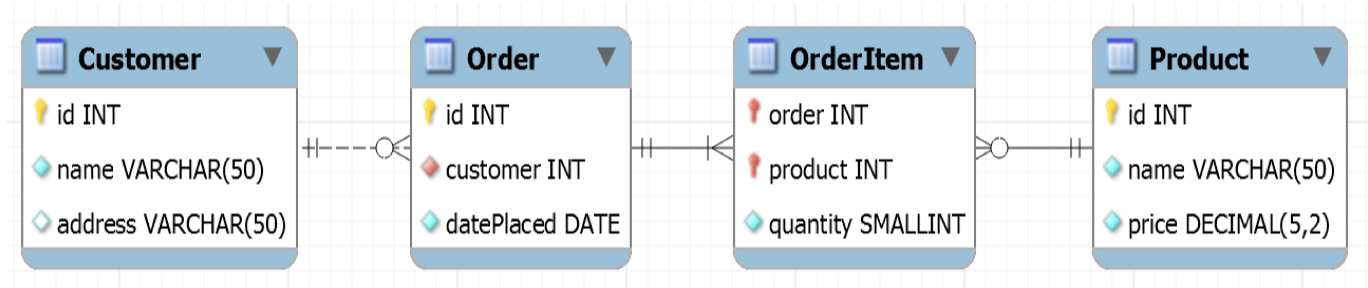 Customer
id INT
name VARCHAR(50)
address VARCHAR(50)
Order
id INT
customer INT
datePlaced DATE
OrderItem
order INT
product INT
quantity SMALLINT
Product
id INT
name VARCHAR(50)
price DECIMAL(5,2)